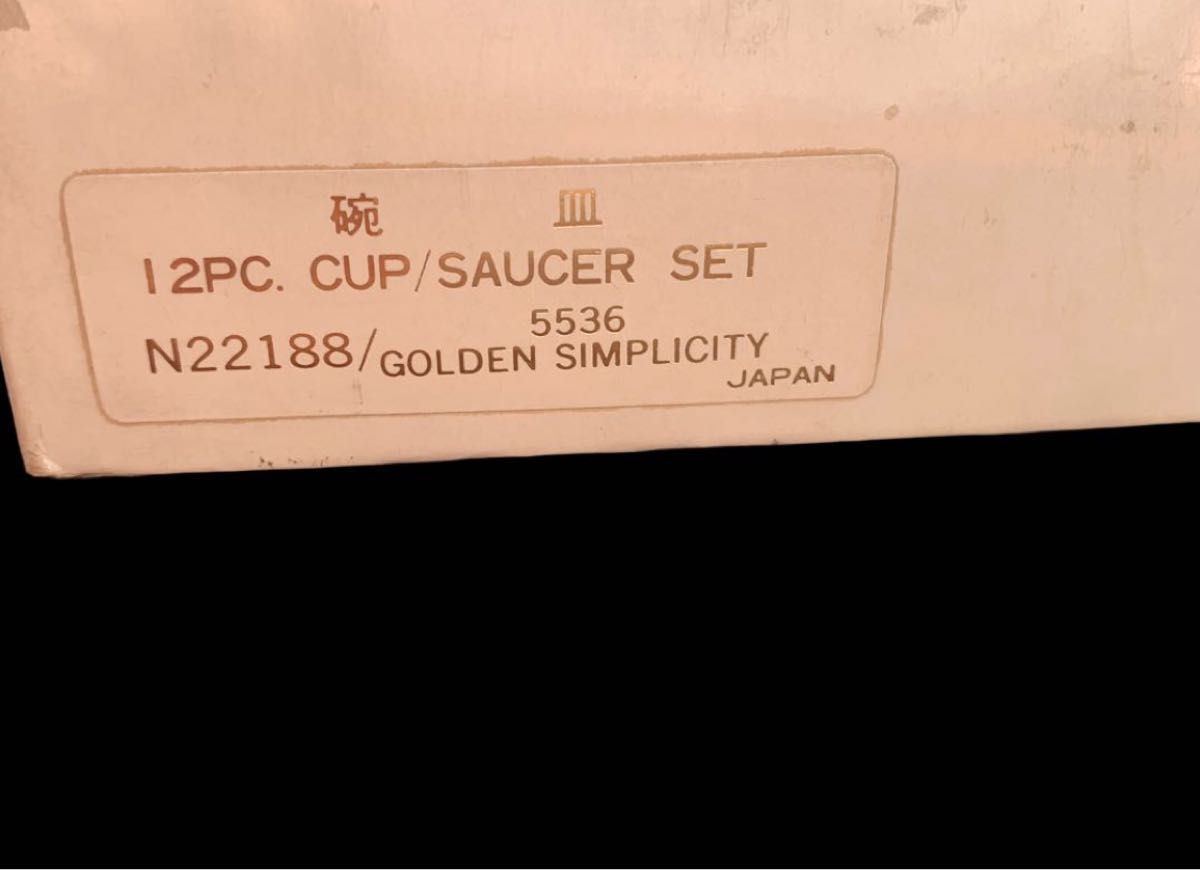 碗 皿
12PC. CUP/SAUCER SET
5536
N22188/GOLDEN SIMPLICITY
JAPAN